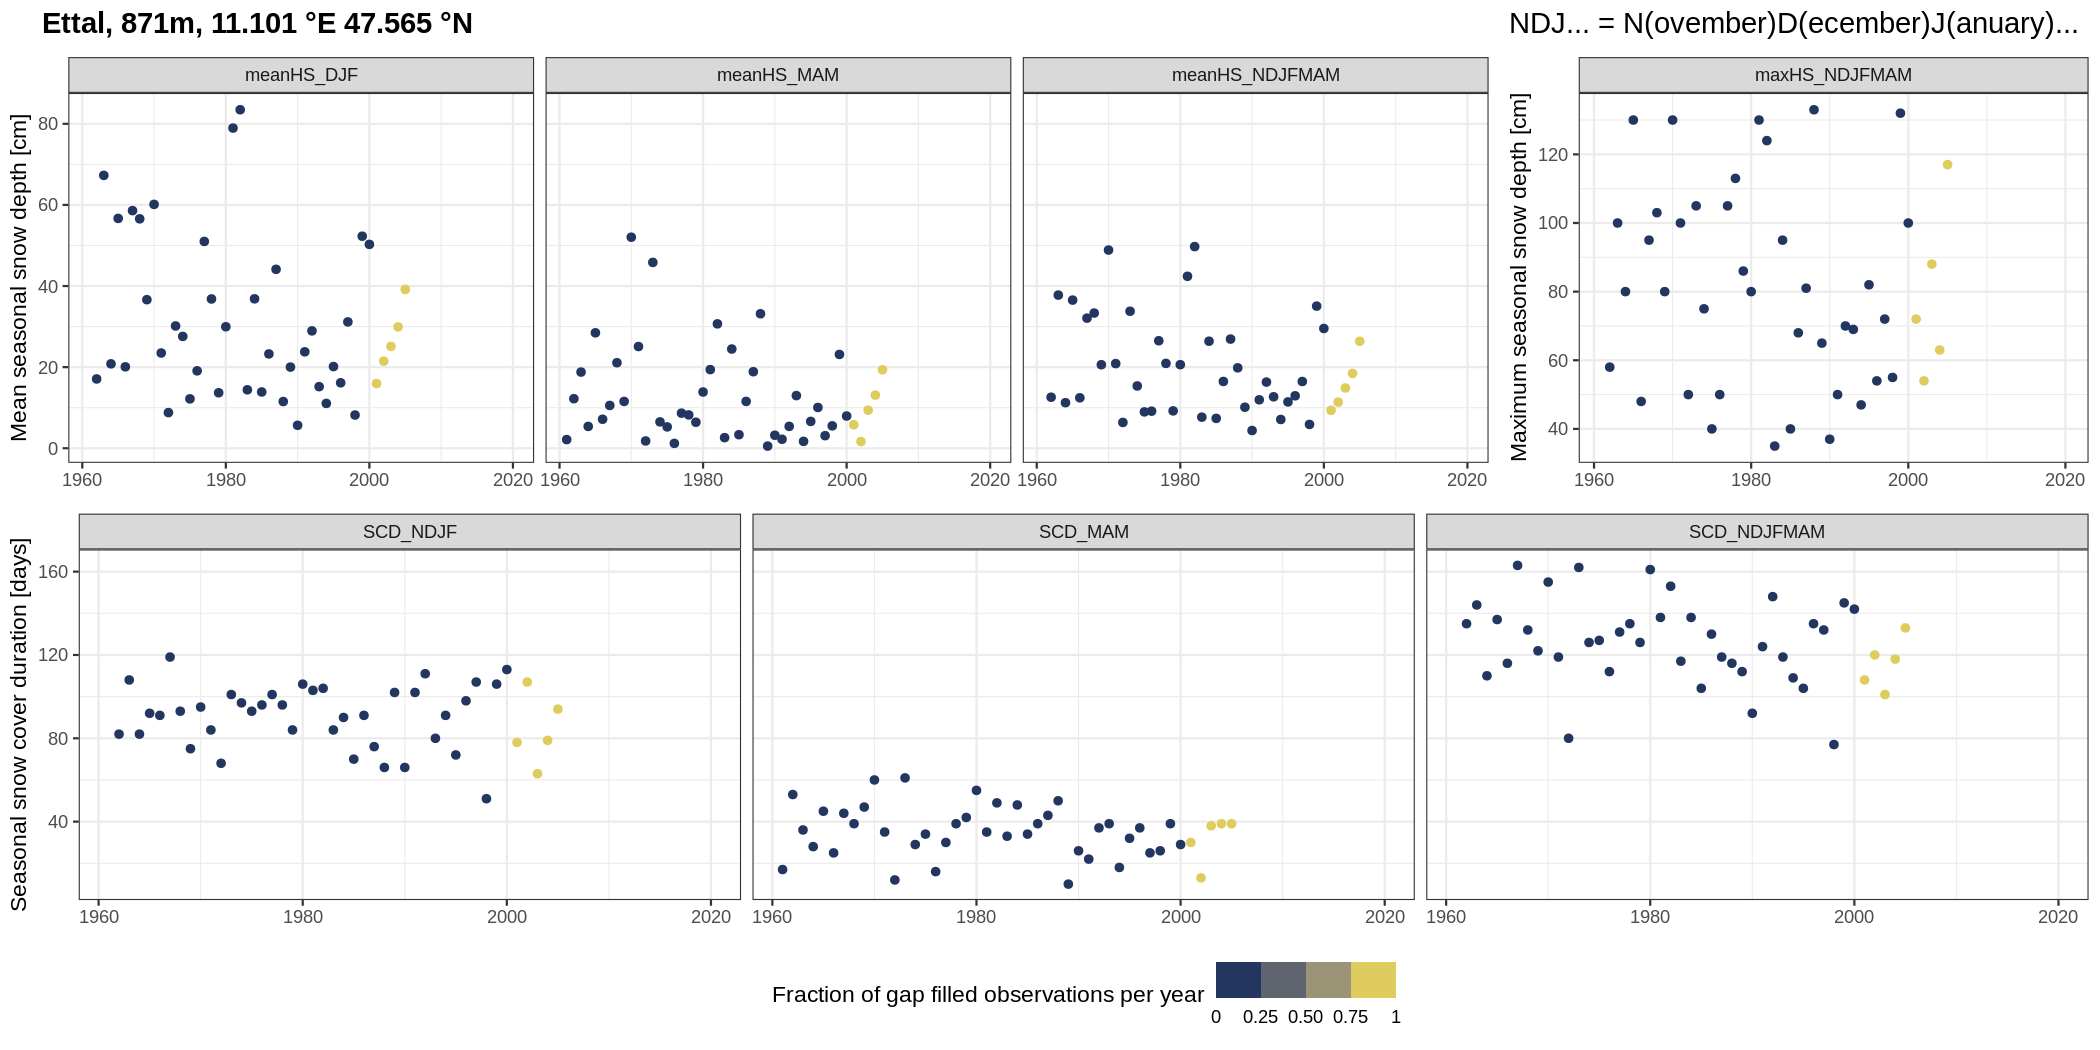 Ettal, 871m, 11.101 °E 47.565 °N
NDJ... = N(ovember)D(ecember)J(anuary)...
meanHS_DJF
meanHS_MAM
meanHS_NDJFMAM
maxHS_NDJFMAM
Mean seasonal snow depth [cm]
80
60
40
20
0
1960 1980 2000 2020
1960 1980 2000 2020
1960 1980 2000 2020
Maximum seasonal snow depth [cm]
120
100
80
60
40
1960 1980 2000 2020
SCD_NDJF
SCD_MAM
SCD_NDJFMAM
Seasonal snow cover duration [days]
160
120
80
40
1960 1980 2000 2020
1960 1980 2000 2020
1960 1980 2000 2020
Fraction of gap filled observations per year
0 0.25 0.50 0.75 1